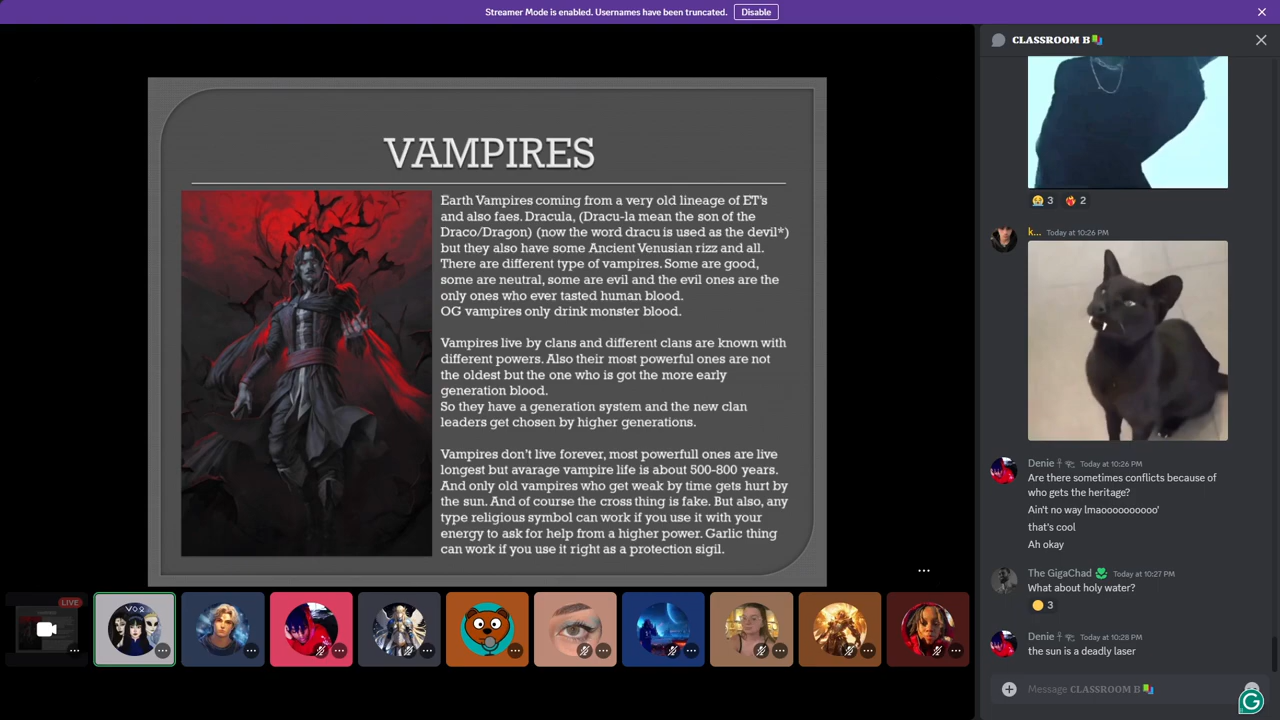 Streamer Mode is enabled. Usernames have been truncated. Disable
CLASSROOM B
VAMPIRES
Earth Vampires coming from a very old lineage of ET's
and also faes. Dracula, (Dracu-la mean the son of the
Draco/Dragon) (now the word dracu is used as the devil*)
but they also have some Ancient Venusian rizz and all.
There are different type of vampires. Some are good,
some are neutral, some are evil and the evil ones are the
only ones who ever tasted human blood.
OG vampires only drink monster blood.
Vampires live by clans and different clans are known with
different powers. Also their most powerful ones are not
the oldest but the one who is got the more early
generation blood.
So they have a generation system and the new clan
leaders get chosen by higher generations.
Vampires don't live forever, most powerfull ones are live
longest but avarage vampire life is about 500-800 years.
And only old vampires who get weak by time gets hurt by
the sun. And of course the cross thing is fake. But also, any
type religious symbol can work if you use it with your
energy to ask for help from a higher power. Garlic thing
can work if you use it right as a protection sigil.
LIVE
VOQ
3 2
k... Today at 10:26 PM
Denie Today at 10:26 PM
Are there sometimes conflicts because of
who gets the heritage?
Ain't no way lmaoooooooooo'
that's cool
Ah okay
The GigaChad Today at 10:27 PM
What about holy water?
3
Denie Today at 10:28 PM
the sun is a deadly laser
Message CLASSROOM B